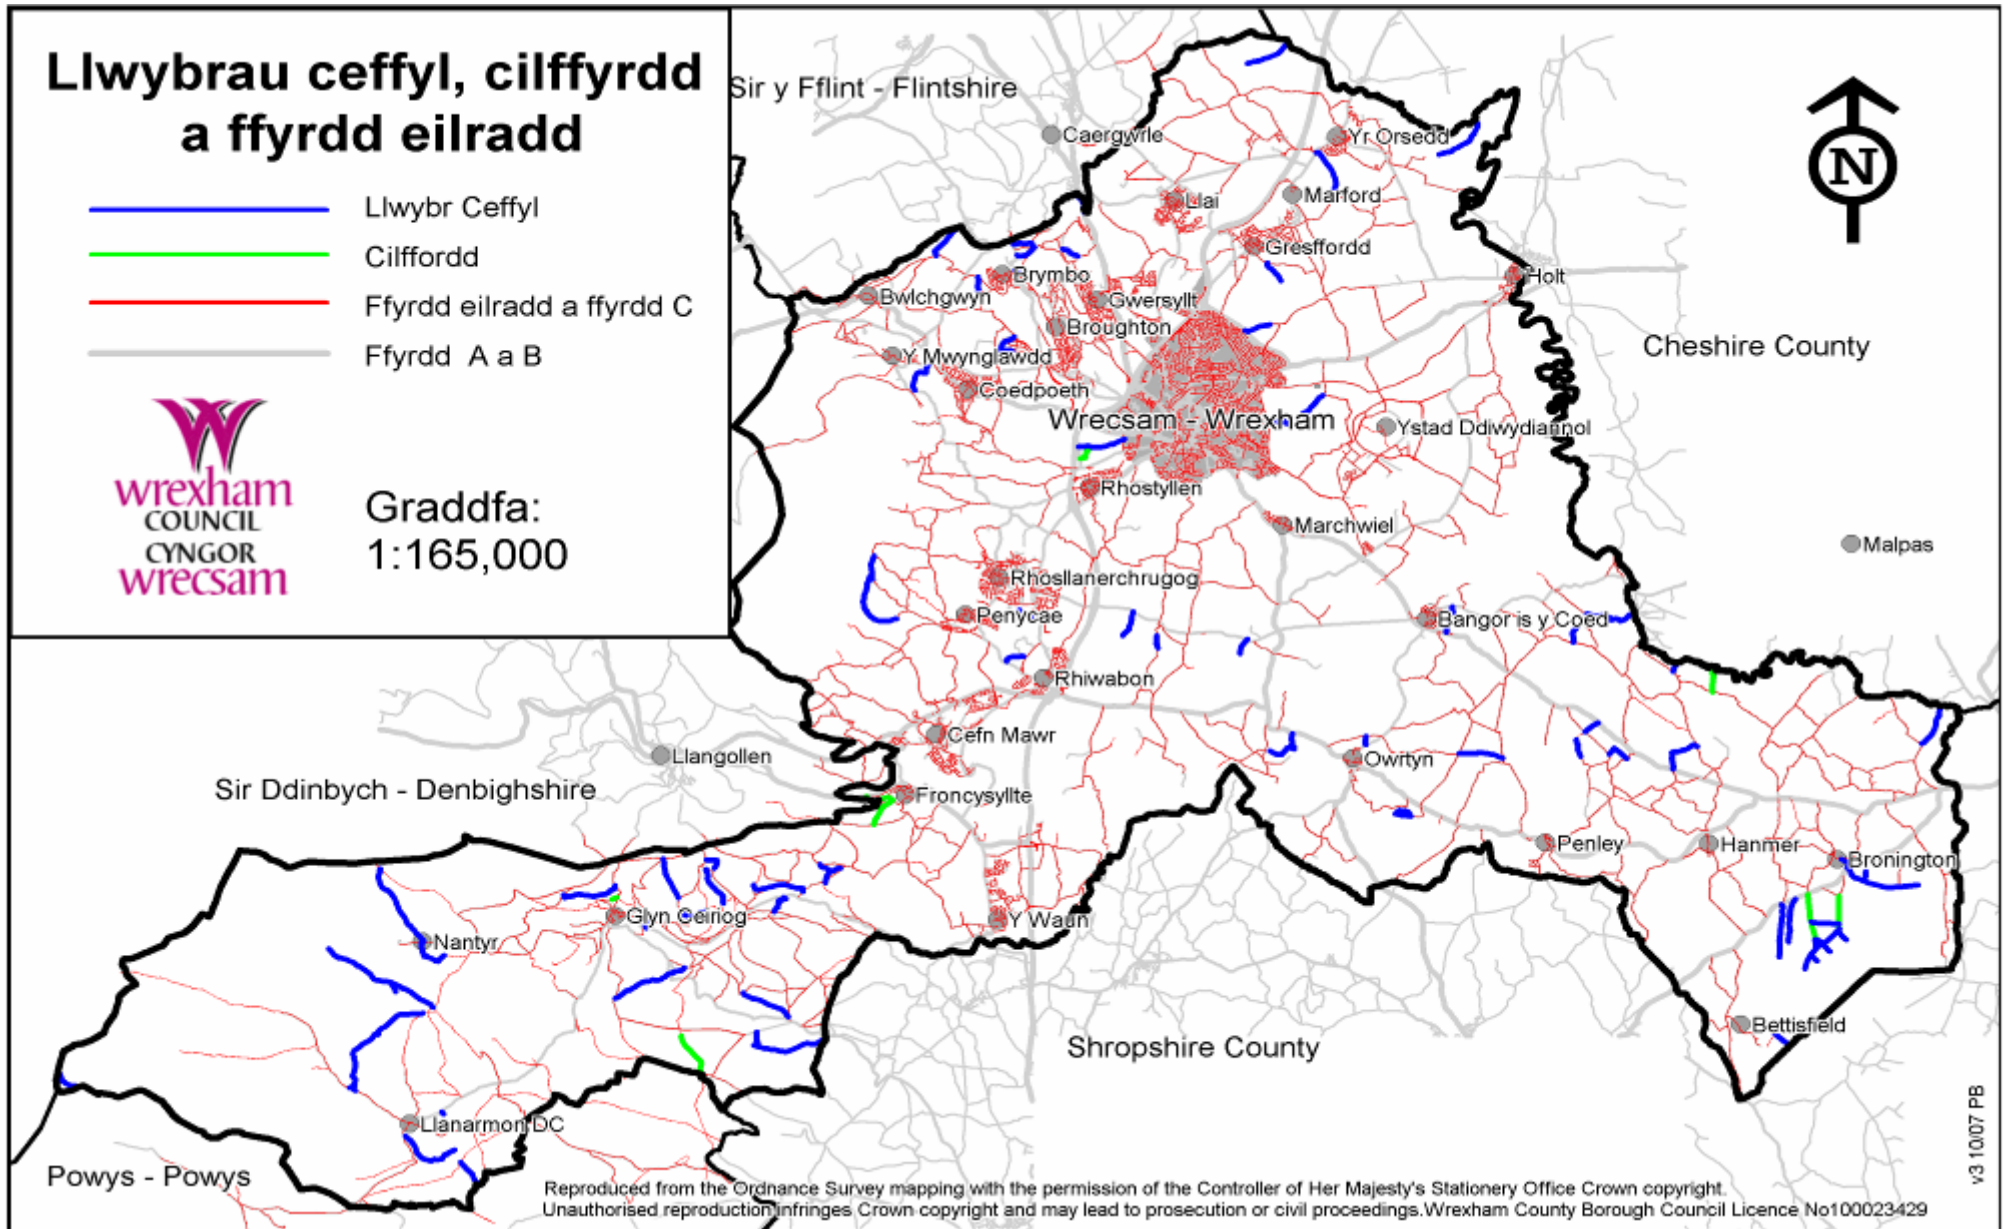 Llwybrau ceffyl, cilffyrdd
a ffyrdd eilradd
Llwybr Ceffyl
Cilffordd
Ffyrdd eilradd a ffyrdd C
Ffyrdd A a B
wrexham
COUNCIL
CYNGOR
wrecsam
Graddfa:
1:165,000
N
Sir y Fflint - Flintshire
Caergwrle
Yr Orsedd
Llai
Marford
Gresffordd
Holt
Brymbo
Bwlchgwyn
Gwersyllt
Broughton
Y Mwynglawdd
Coedpoeth
Cheshire County
Wrecsam - Wrexham
Ystad Ddiwydiannol
Rhostyllen
Marchwiel
Malpas
Rhosllanerchrugog
Penycae
Bangor is y Coed
Rhiwabon
Cefn Mawr
Llangollen
Owrtyn
Sir Ddinbych - Denbighshire
Froncysyllte
Penley
Hanmer
Bronington
Glyn Ceiriog
Y Waun
Nantyr
Bettisfield
Shropshire County
Llanarmon DC
Powys - Powys
v3 10/07 PB
Reproduced from the Ordnance Survey mapping with the permission of the Controller of Her Majesty's Stationery Office Crown copyright.
Unauthorised reproduction infringes Crown copyright and may lead to prosecution or civil proceedings.Wrexham County Borough Council Licence No100023429